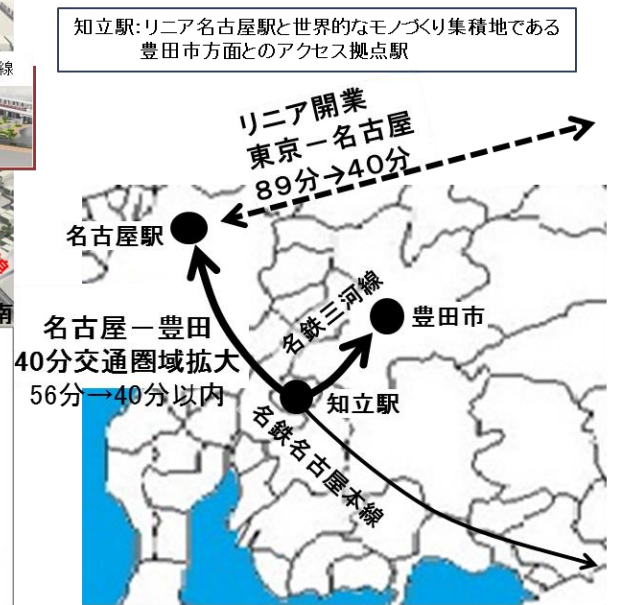 知立駅:リニア名古屋駅と世界的なモノづくり集積地である
豊田市方面とのアクセス拠点駅
線
リニア開業
東京－名古屋
89分→40分
名古屋駅
南
名鉄三河線
豊田市
名古屋－豊田
40分交通圏域拡大
56分→40分以内
知立駅
名鉄名古屋本線